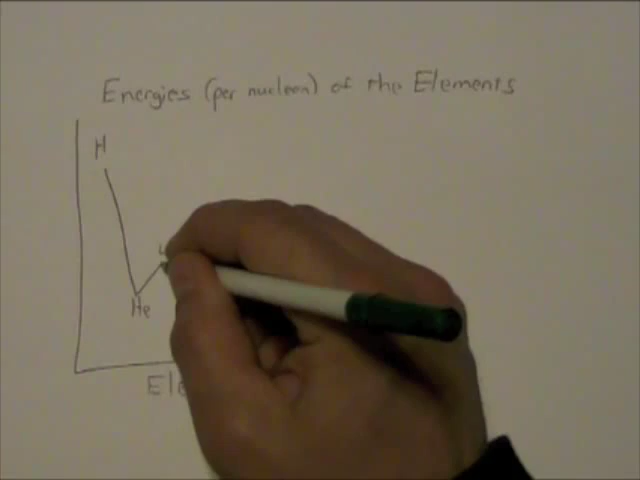 Energies (per nucleon) of the Elements
H
He